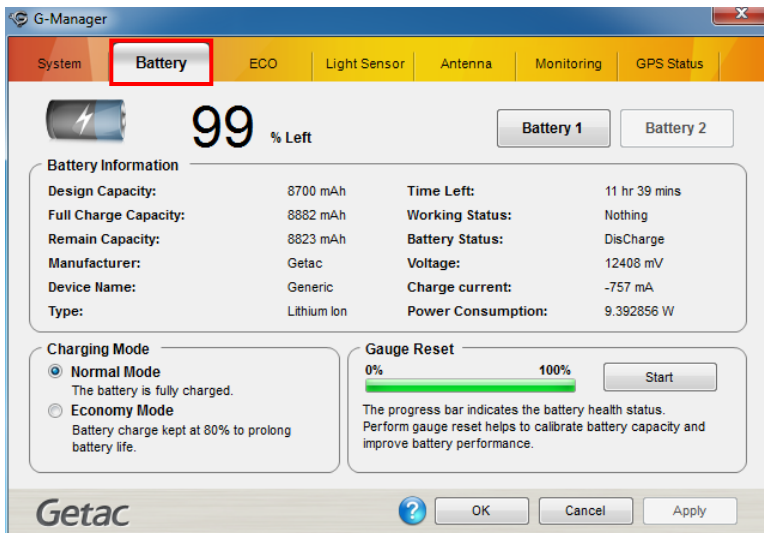 G-Manager
System Battery ECO Light Sensor Antenna Monitoring GPS Status
99 % Left Battery 1 Battery 2
Battery Information
Design Capacity: 8700 mAh Time Left: 11 hr 39 mins
Full Charge Capacity: 8882 mAh Working Status: Nothing
Remain Capacity: 8823 mAh Battery Status: DisCharge
Manufacturer: Getac Voltage: 12408 mV
Device Name: Generic Charge current: -757 mA
Type: Lithium Ion Power Consumption: 9.392856 W
Charging Mode
Normal Mode
The battery is fully charged.
Economy Mode
Battery charge kept at 80% to prolong
battery life.
Gauge Reset
0% 100%
Start
The progress bar indicates the battery health status.
Perform gauge reset helps to calibrate battery capacity and
improve battery performance.
Getac ? OK Cancel Apply